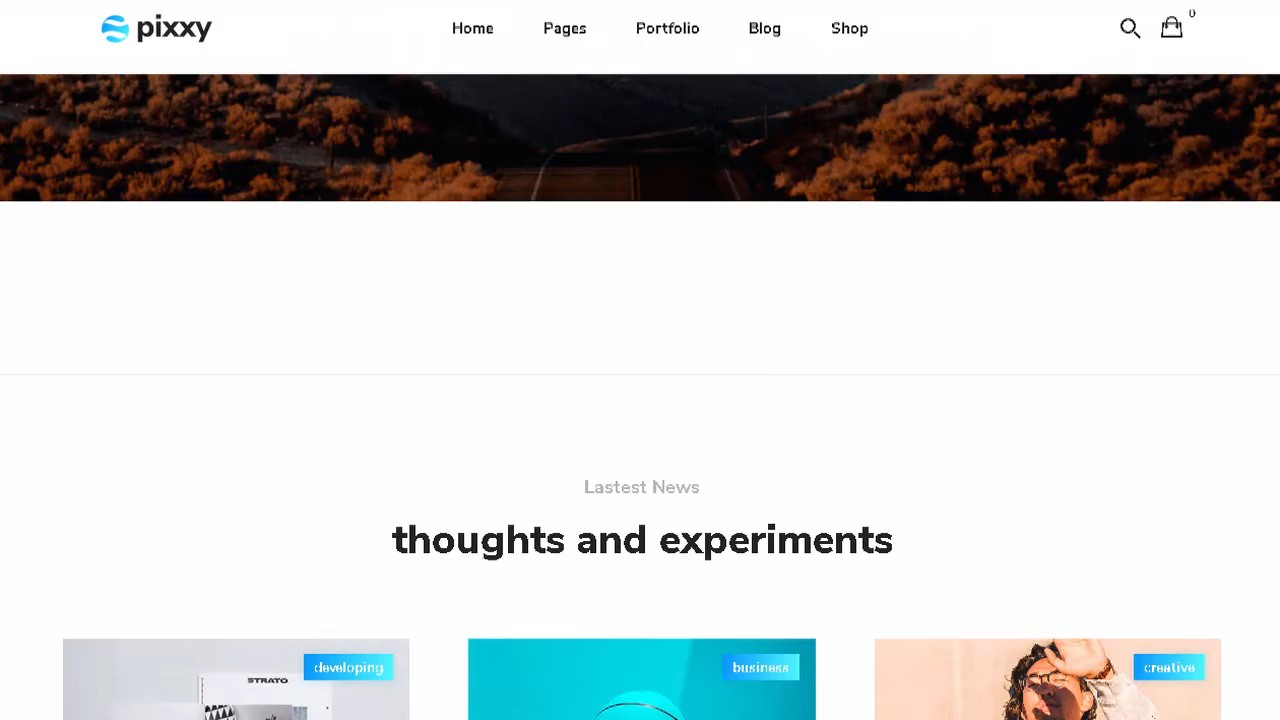 pixxy
Home Pages Portfolio Blog Shop
0
Lastest News
thoughts and experiments
developing
business
creative
STRATO